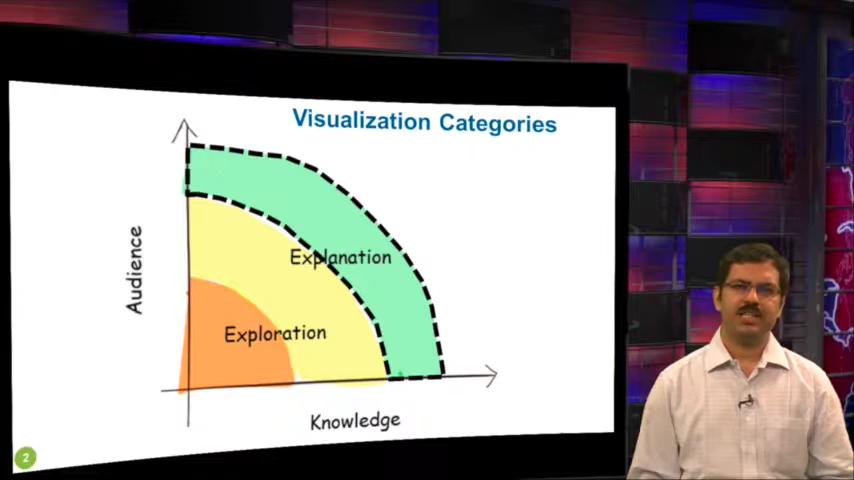 Visualization Categories
Audience
Explanation
Exploration
Knowledge
2